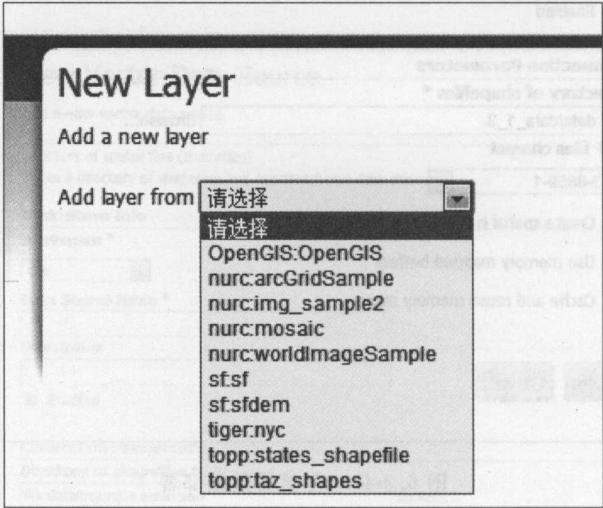 New Layer
Add a new layer
Add layer from 请选择
请选择
OpenGIS:OpenGIS
nurc:arcGridSample
nurc:img_sample2
nurc:mosaic
nurc:worldImageSample
sf:sf
sf:sfdem
tiger:nyc
topp:states_shapefile
topp:taz_shapes